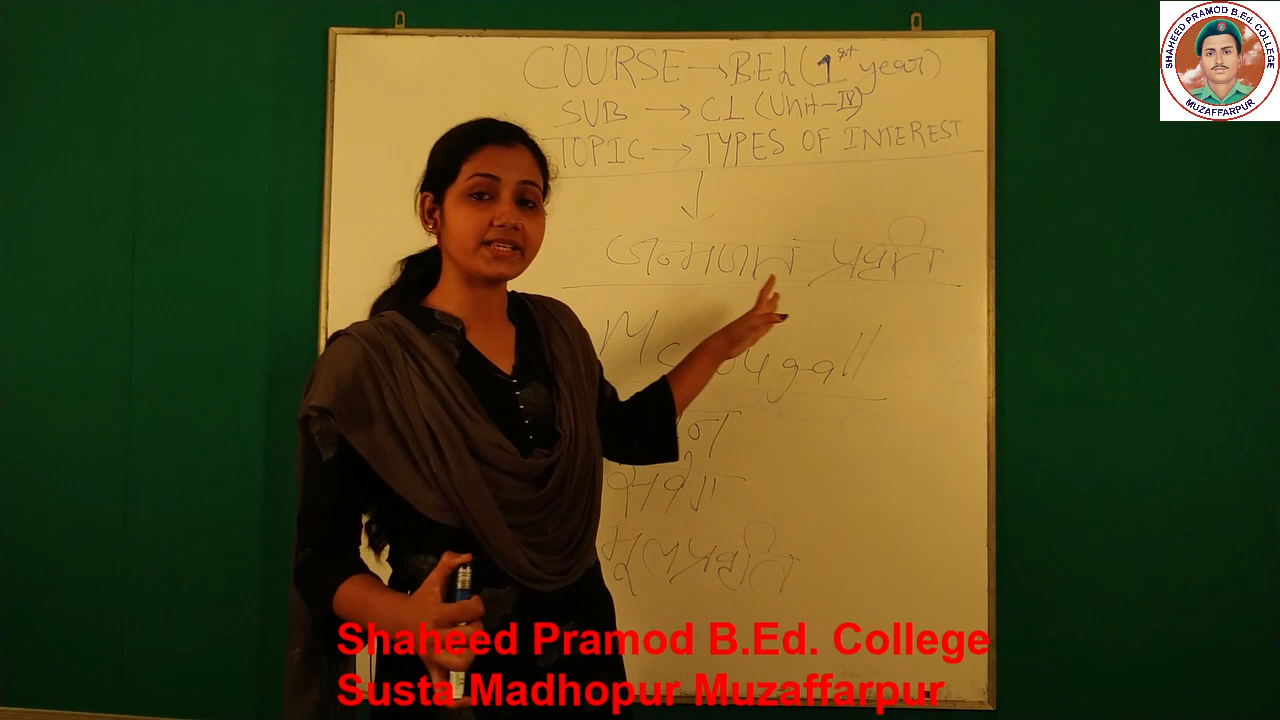 SHAHEED PRAMOD B.Ed. COLLEGE
MUZAFFARPUR
COURSE → B.Ed (1st year)
SUB → C1 (Unit-IV)
TOPIC → TYPES OF INTEREST
जन्मजात प्रवृति
McDougall
संवेग
मूलप्रवृति
Shaheed Pramod B.Ed. College
Susta Madhopur Muzaffarpur